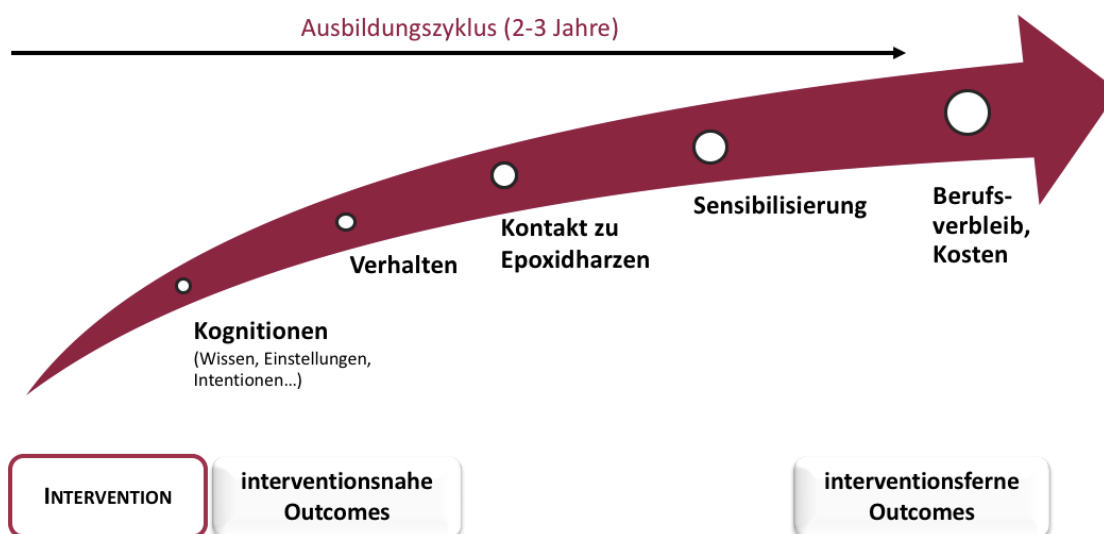 Ausbildungszyklus (2-3 Jahre)
Kognitionen
(Wissen, Einstellungen,
Intentionen…)
Verhalten
Kontakt zu
Epoxidharzen
Sensibilisierung
Berufs-
verbleib,
Kosten
INTERVENTION
interventionsnahe
Outcomes
interventionsferne
Outcomes